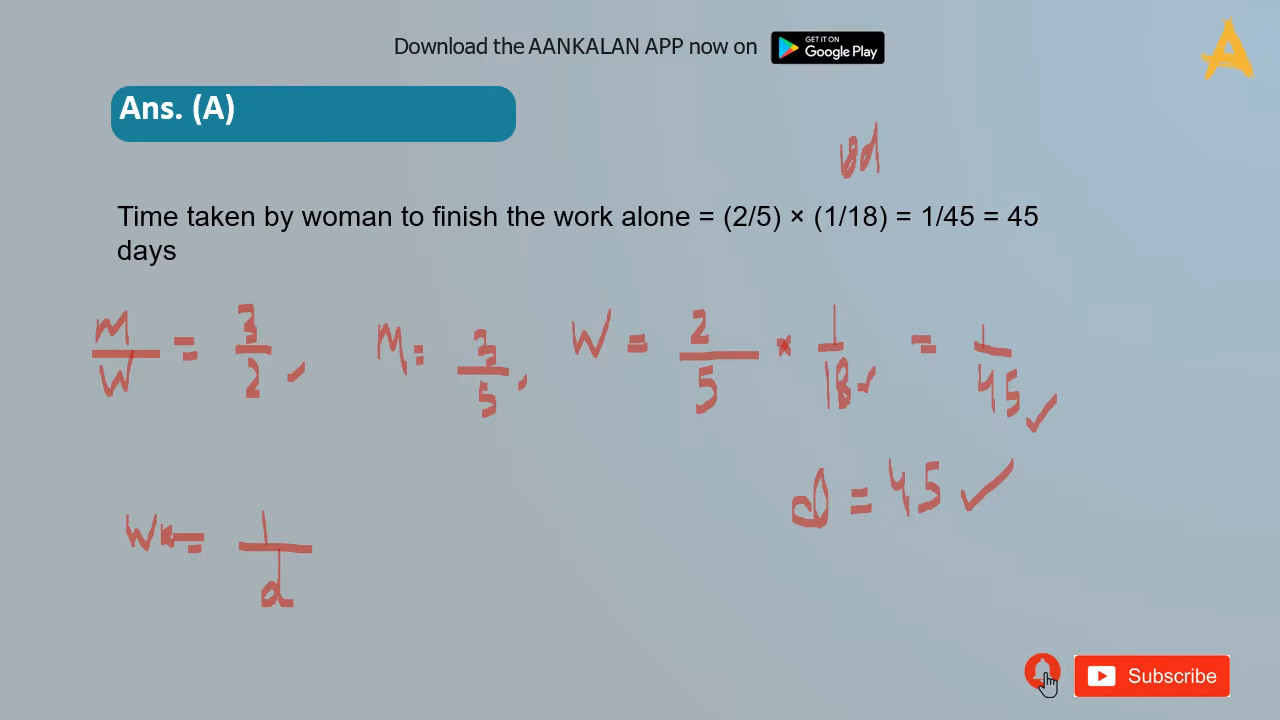 Download the AANKALAN APP now on GET IT ON Google Play
A
Ans. (A)
Time taken by woman to finish the work alone = (2/5) × (1/18) = 1/45 = 45
days
M/W = 3/2 M = 3/5 W = 2/5 × 1/18 = 1/45
D = 45
= 1/d
Subscribe